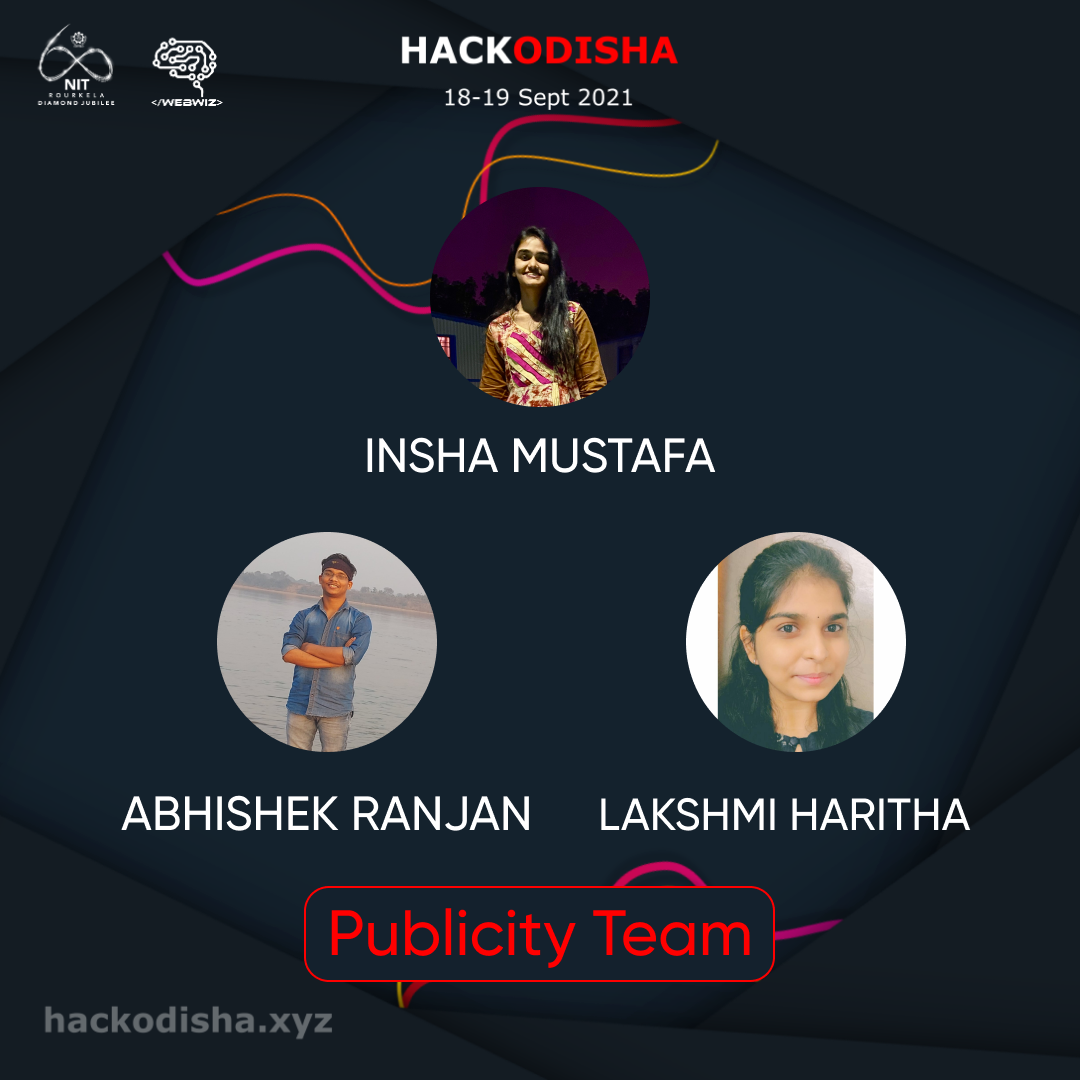 HACKODISHA
18-19 Sept 2021
NIT
ROURKELA
DIAMOND JUBILEE
</WEBWIZ>
INSHA MUSTAFA
ABHISHEK RANJAN
LAKSHMI HARITHA
Publicity Team
hackodisha.xyz